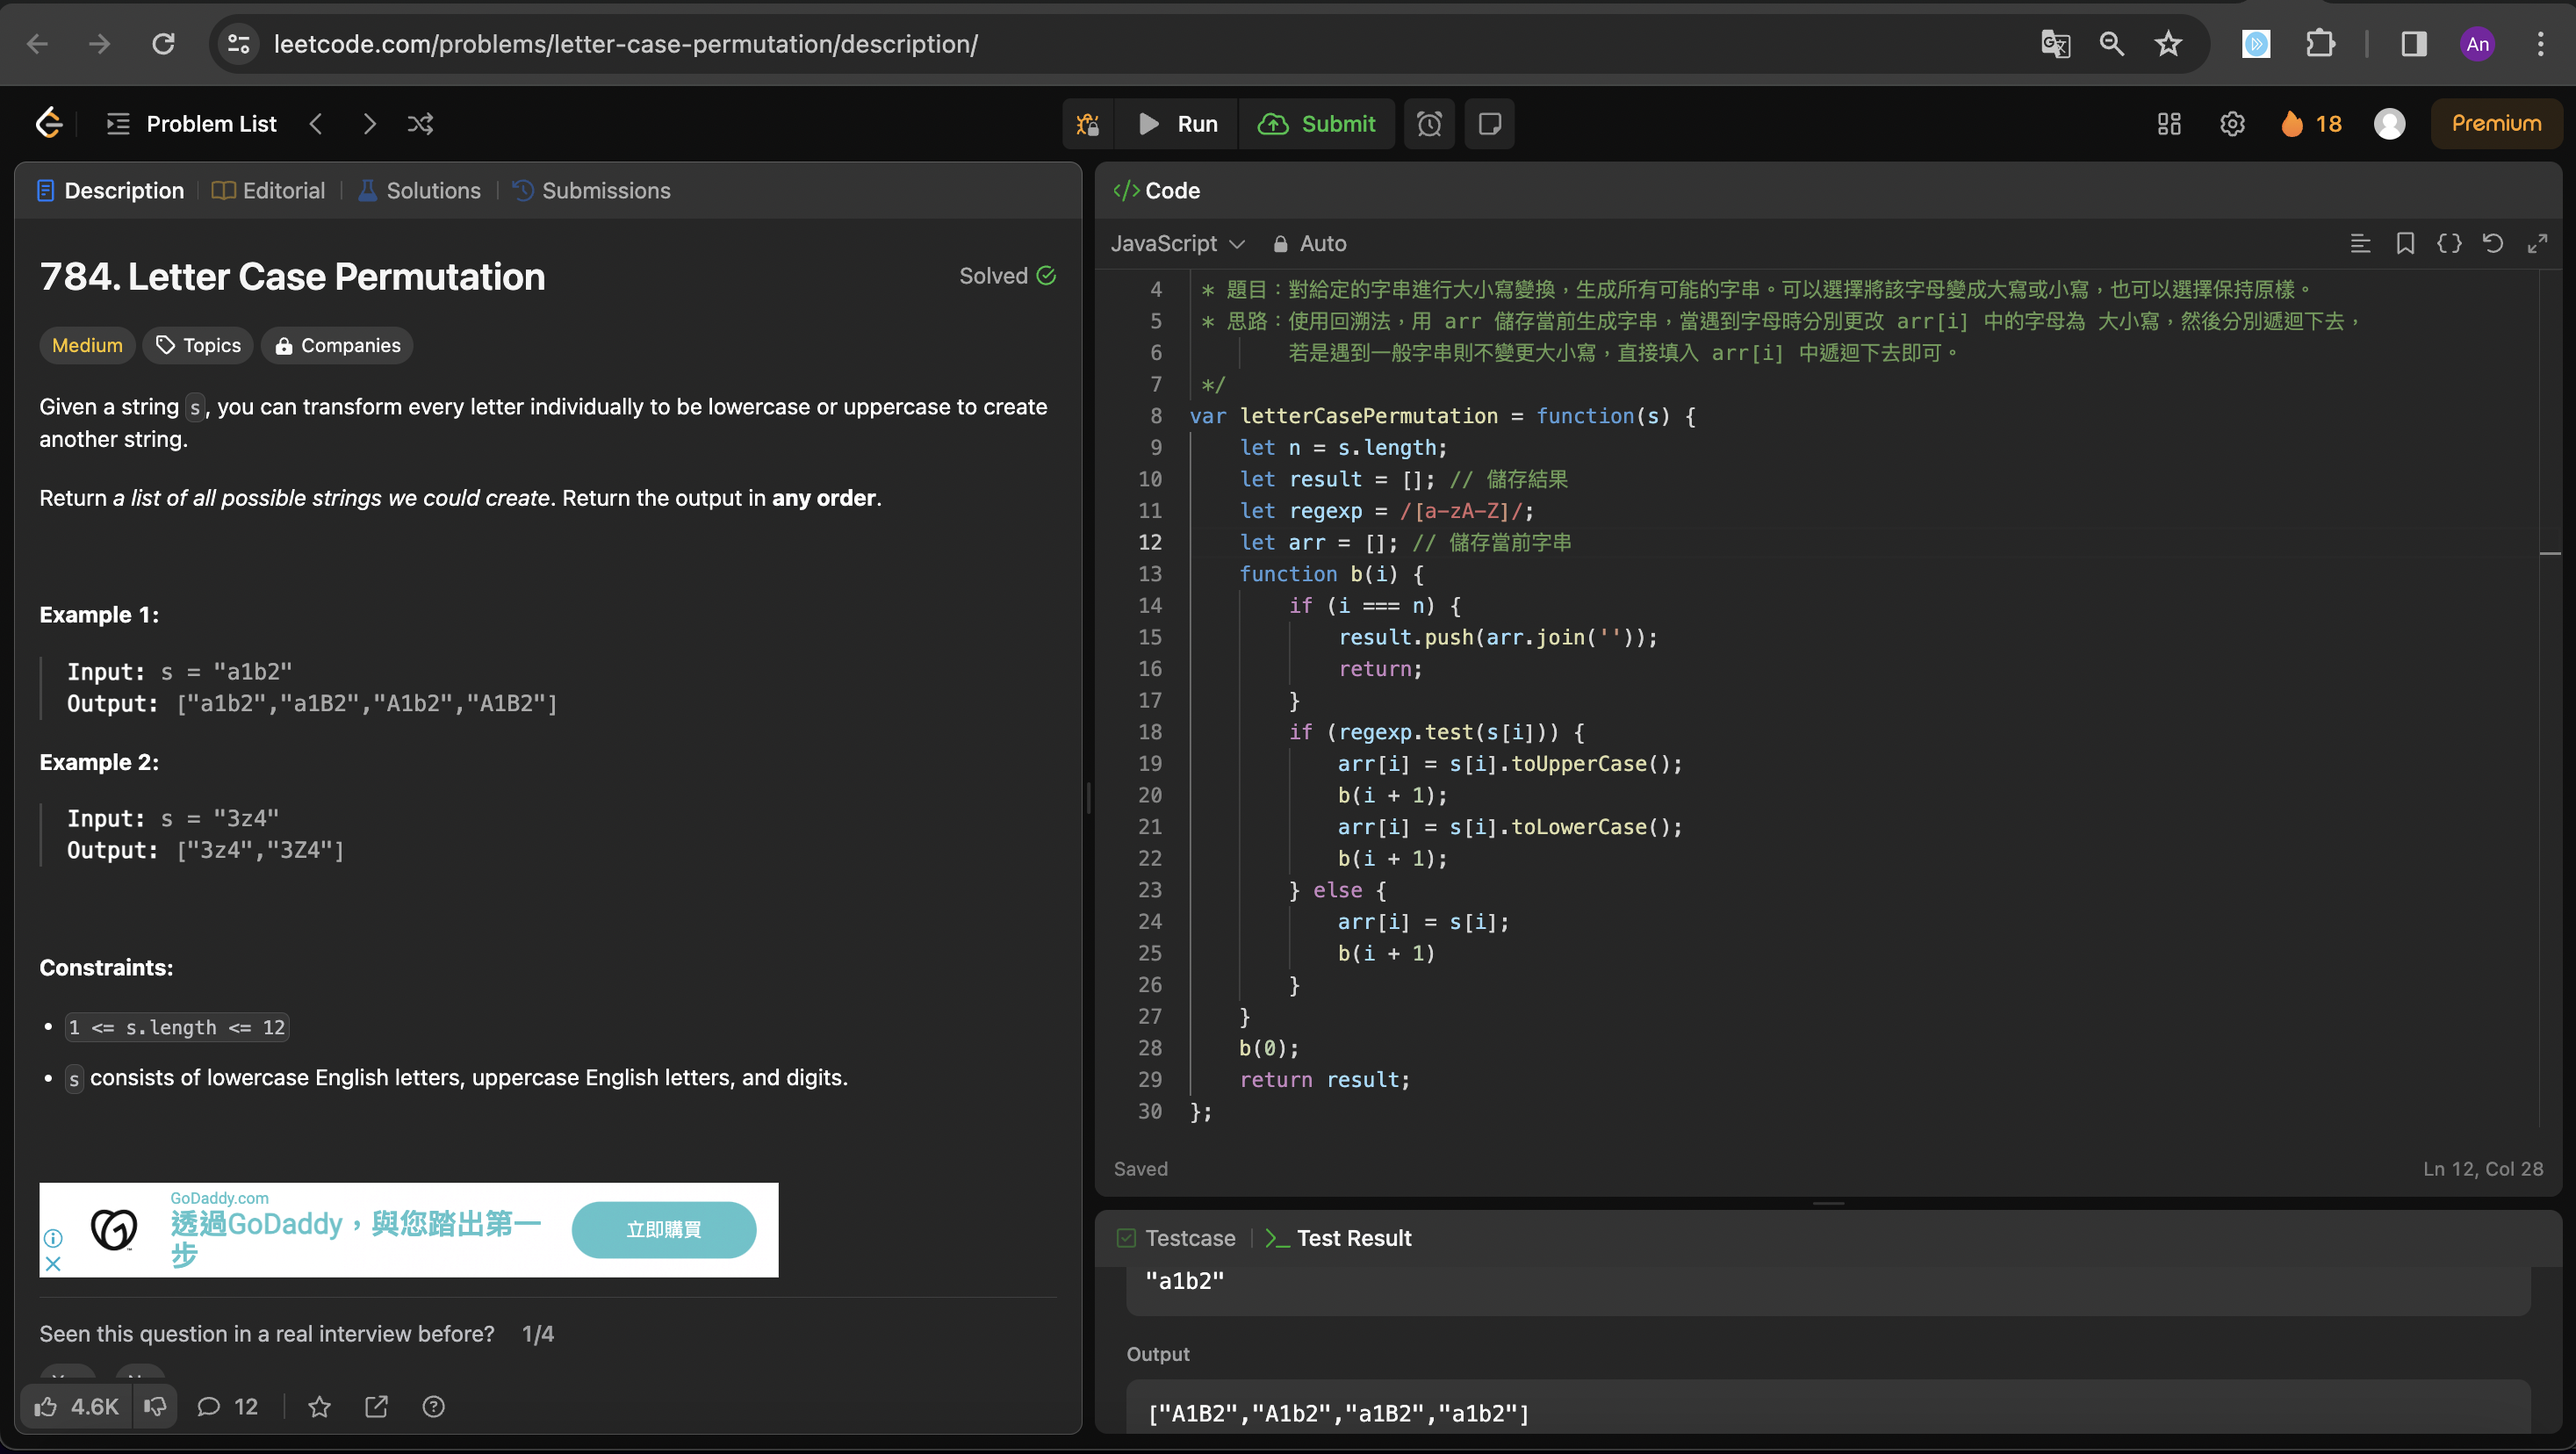 leetcode.com/problems/letter-case-permutation/description/
An
Problem List
Run
Submit
18
Premium
Description
Editorial
Solutions
Submissions
784. Letter Case Permutation
Solved
Medium
Topics
Companies
Given a string s, you can transform every letter individually to be lowercase or uppercase to create
another string.
Return a list of all possible strings we could create. Return the output in any order.
Example 1:
Input: s = "a1b2"
Output: ["a1b2","a1B2","A1b2","A1B2"]
Example 2:
Input: s = "3z4"
Output: ["3z4","3Z4"]
Constraints:
• 1 <= s.length <= 12
• s consists of lowercase English letters, uppercase English letters, and digits.
GoDaddy.com
透過GoDaddy，與您踏出第一
步
立即購買
Seen this question in a real interview before? 1/4
4.6K
12
</> Code
JavaScript
Auto
4 * 題目：對給定的字串進行大小寫變換，生成所有可能的字串。可以選擇將該字母變成大寫或小寫，也可以選擇保持原樣。
5 * 思路：使用回溯法，用 arr 儲存當前生成字串，當遇到字母時分別更改 arr[i] 中的字母為 大小寫，然後分別遞迴下去，
6 若是遇到一般字串則不變更大小寫，直接填入 arr[i] 中遞迴下去即可。
7 */
8 var letterCasePermutation = function(s) {
9 let n = s.length;
10 let result = []; // 儲存結果
11 let regexp = /[a-zA-Z]/;
12 let arr = []; // 儲存當前字串
13 function b(i) {
14 if (i === n) {
15 result.push(arr.join(''));
16 return;
17 }
18 if (regexp.test(s[i])) {
19 arr[i] = s[i].toUpperCase();
20 b(i + 1);
21 arr[i] = s[i].toLowerCase();
22 b(i + 1);
23 } else {
24 arr[i] = s[i];
25 b(i + 1)
26 }
27 }
28 b(0);
29 return result;
30 };
Saved
Ln 12, Col 28
Testcase
Test Result
"a1b2"
Output
["A1B2","A1b2","a1B2","a1b2"]